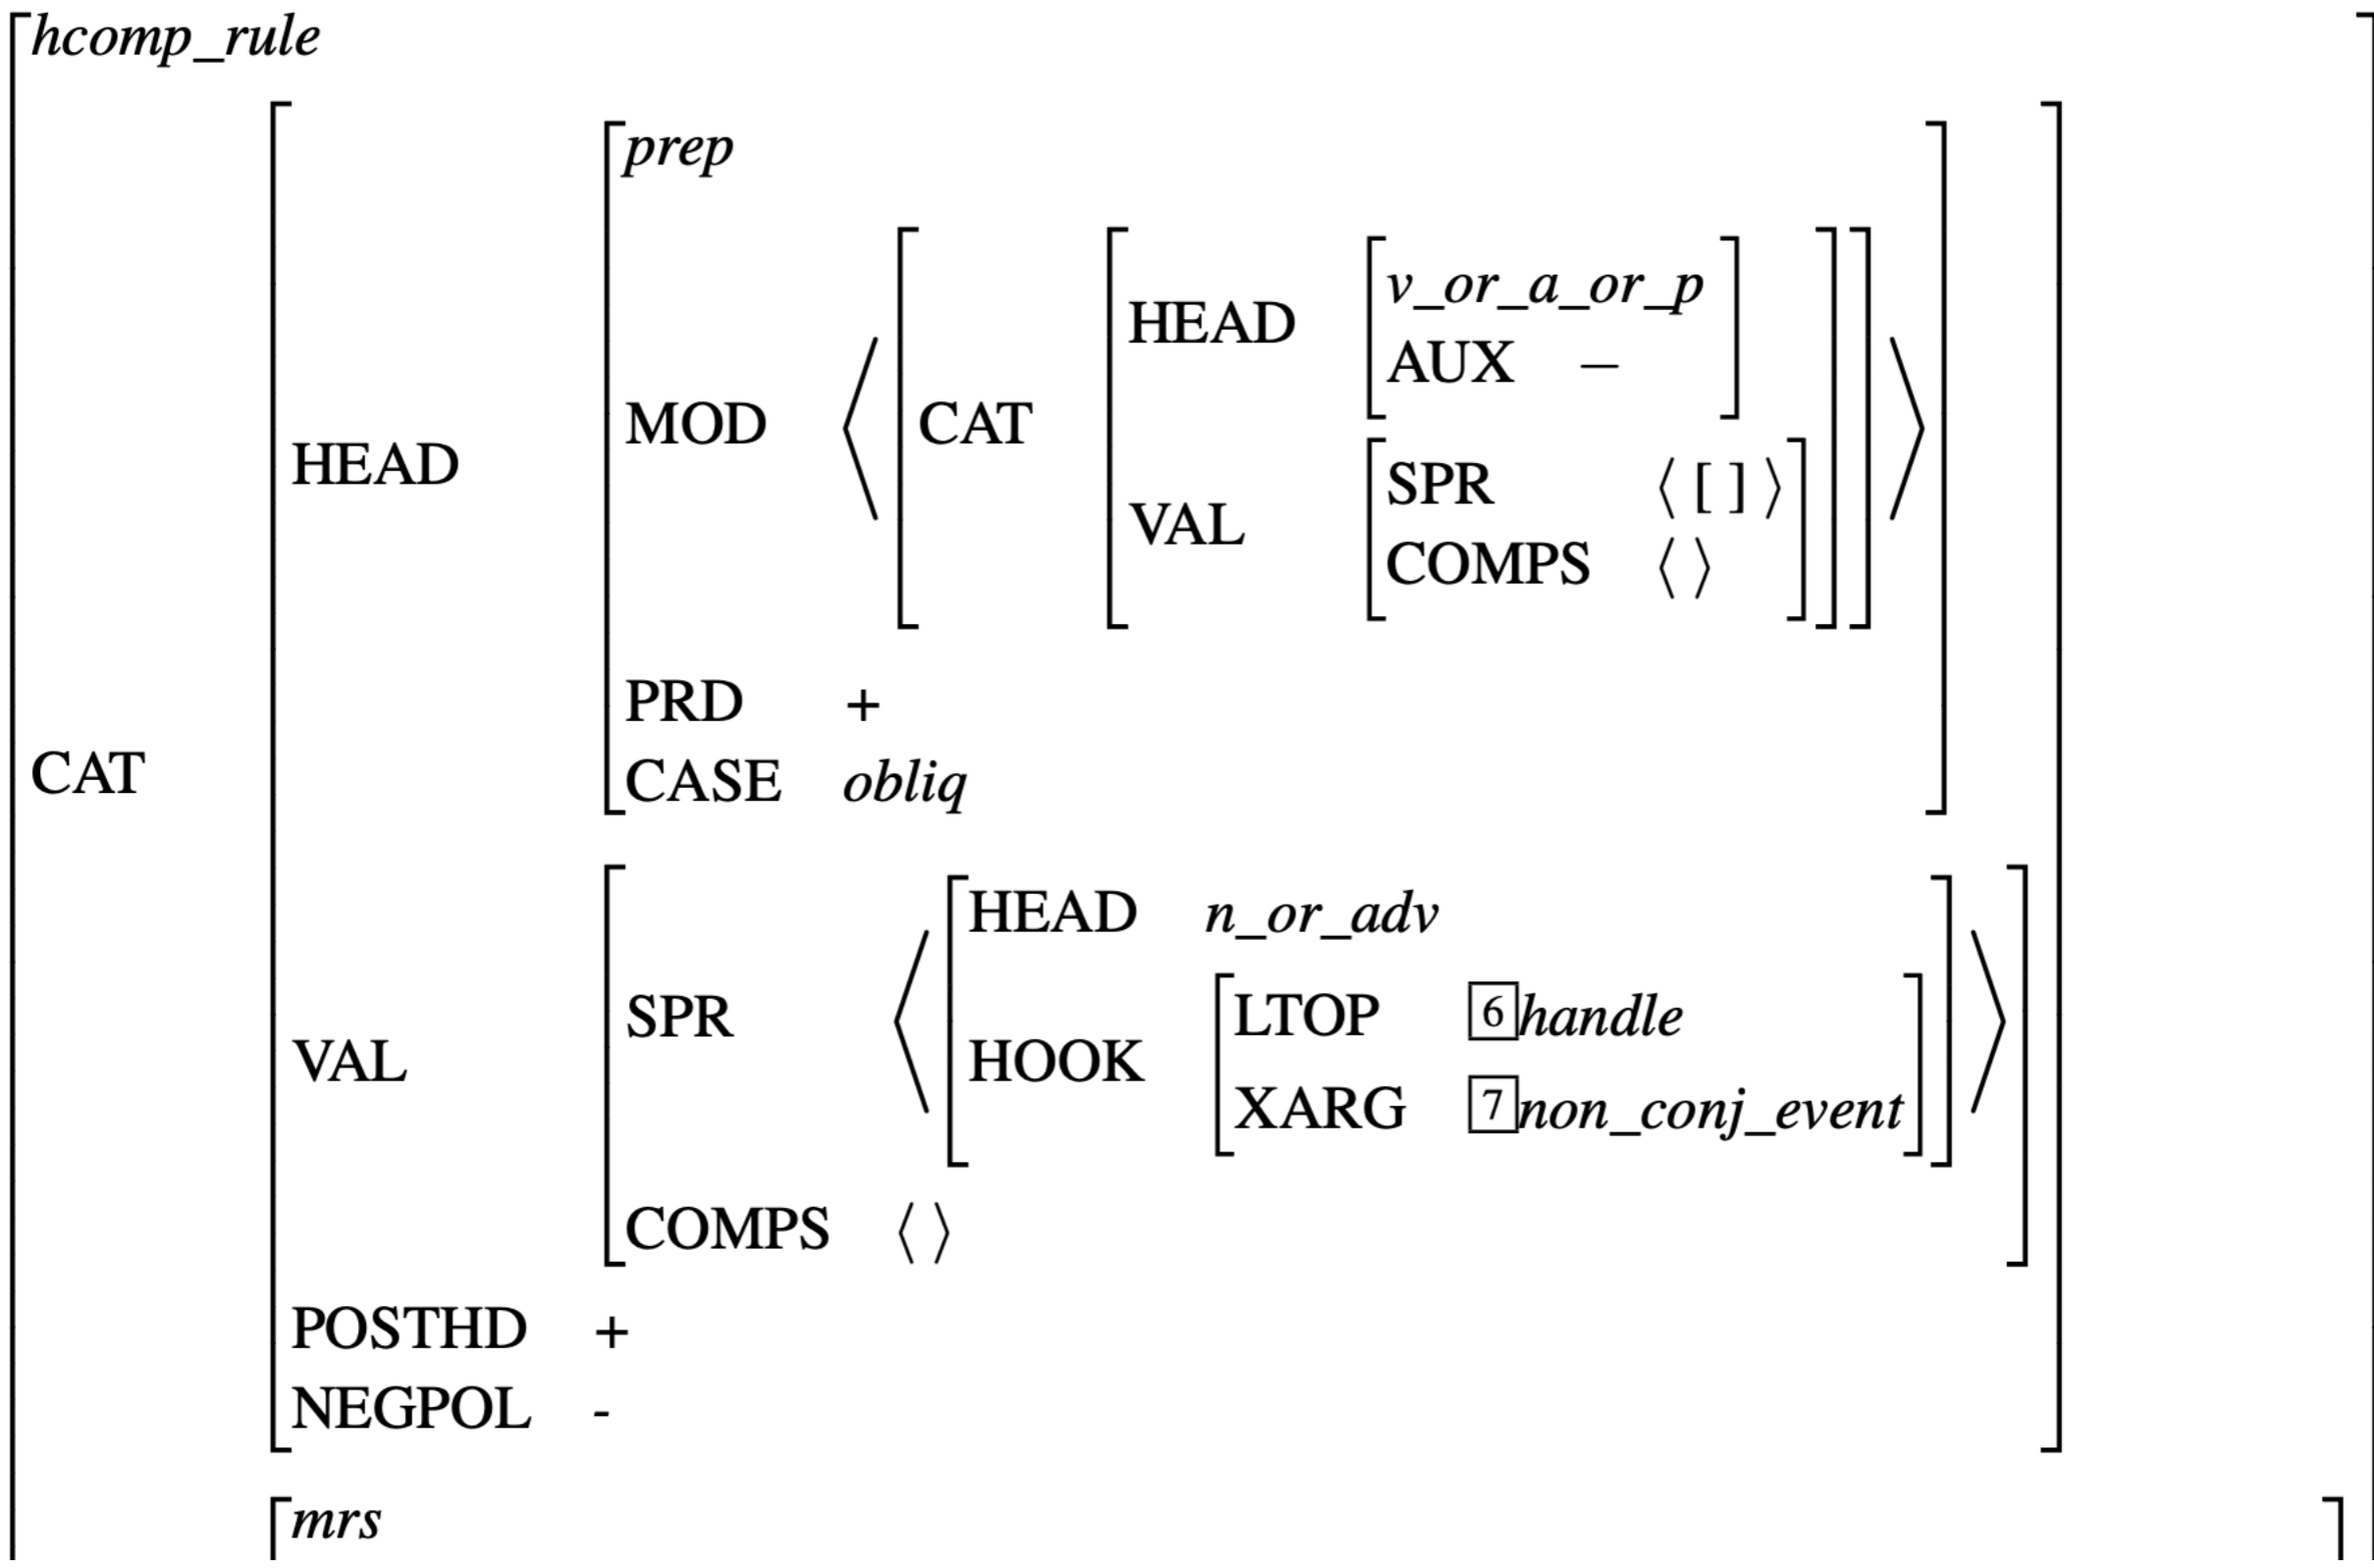 hcomp_rule
prep
v_or_a_or_p
HEAD
AUX −
MOD ⟨ CAT
HEAD
SPR ⟨ [ ] ⟩
VAL
COMPS ⟨ ⟩
PRD +
CAT
CASE obliq
HEAD n_or_adv
SPR
LTOP 6 handle
VAL
HOOK
XARG 7 non_conj_event
COMPS ⟨ ⟩
POSTHD +
NEGPOL -
mrs